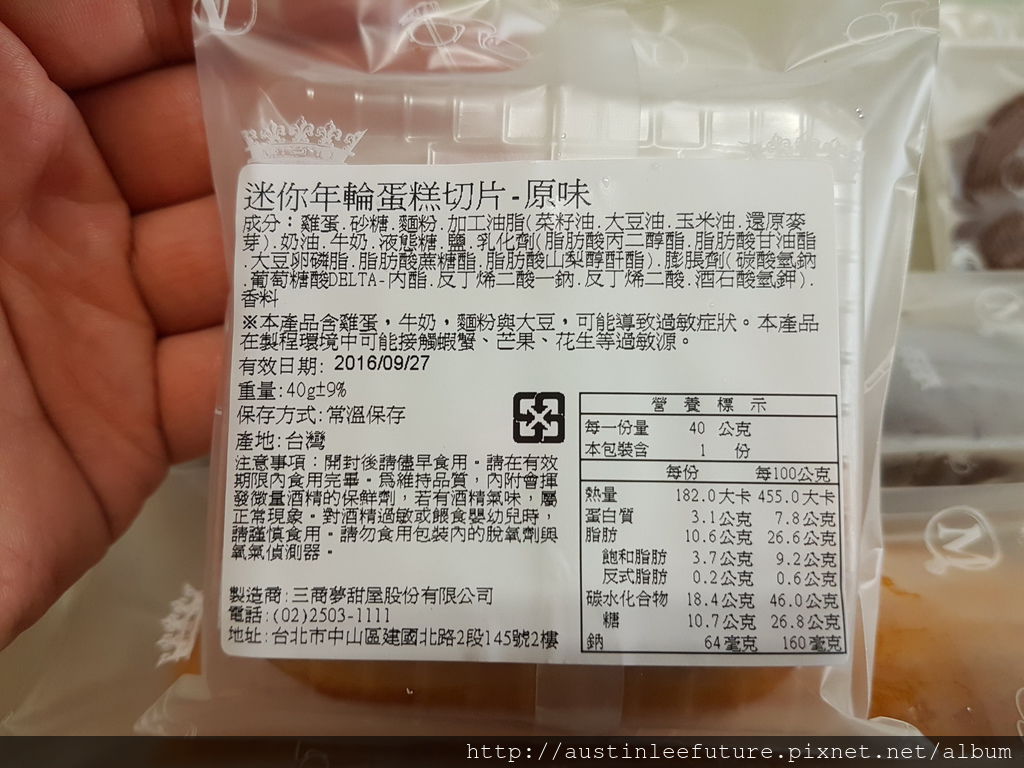 迷你年輪蛋糕切片-原味
成分：雞蛋.砂糖.麵粉.加工油脂(菜籽油.大豆油.玉米油.還原麥
芽).奶油.牛奶.液態糖.鹽.乳化劑(脂肪酸丙二醇酯.脂肪酸甘油酯
.大豆卵磷脂.脂肪酸蔗糖酯.脂肪酸山梨醇酐酯).膨脹劑(碳酸氫鈉
.葡萄糖酸DELTA-內酯.反丁烯二酸一鈉.反丁烯二酸.酒石酸氫鉀).
香料
※本產品含雞蛋，牛奶，麵粉與大豆，可能導致過敏症狀。本產品
在製程環境中可能接觸蝦蟹、芒果、花生等過敏源。
有效日期: 2016/09/27
重量:40g±9%
保存方式:常溫保存
產地:台灣
注意事項：開封後請儘早食用。請在有效
期限內食用完畢。為維持品質，內附會揮
發微量酒精的保鮮劑，若有酒精氣味，屬
正常現象。對酒精過敏或餵食嬰幼兒時，
請謹慎食用。請勿食用包裝內的脫氧劑與
氧氣偵測器。
製造商:三商夢甜屋股份有限公司
電話:(02)2503-1111
地址:台北市中山區建國北路2段145號2樓
營養標示
每一份量 40 公克
本包裝含 1 份
每份 每100公克
熱量 182.0大卡 455.0大卡
蛋白質 3.1公克 7.8公克
脂肪 10.6公克 26.6公克
飽和脂肪 3.7公克 9.2公克
反式脂肪 0.2公克 0.6公克
碳水化合物 18.4公克 46.0公克
糖 10.7公克 26.8公克
鈉 64毫克 160毫克
http://austinleefuture.pixnet.net/album